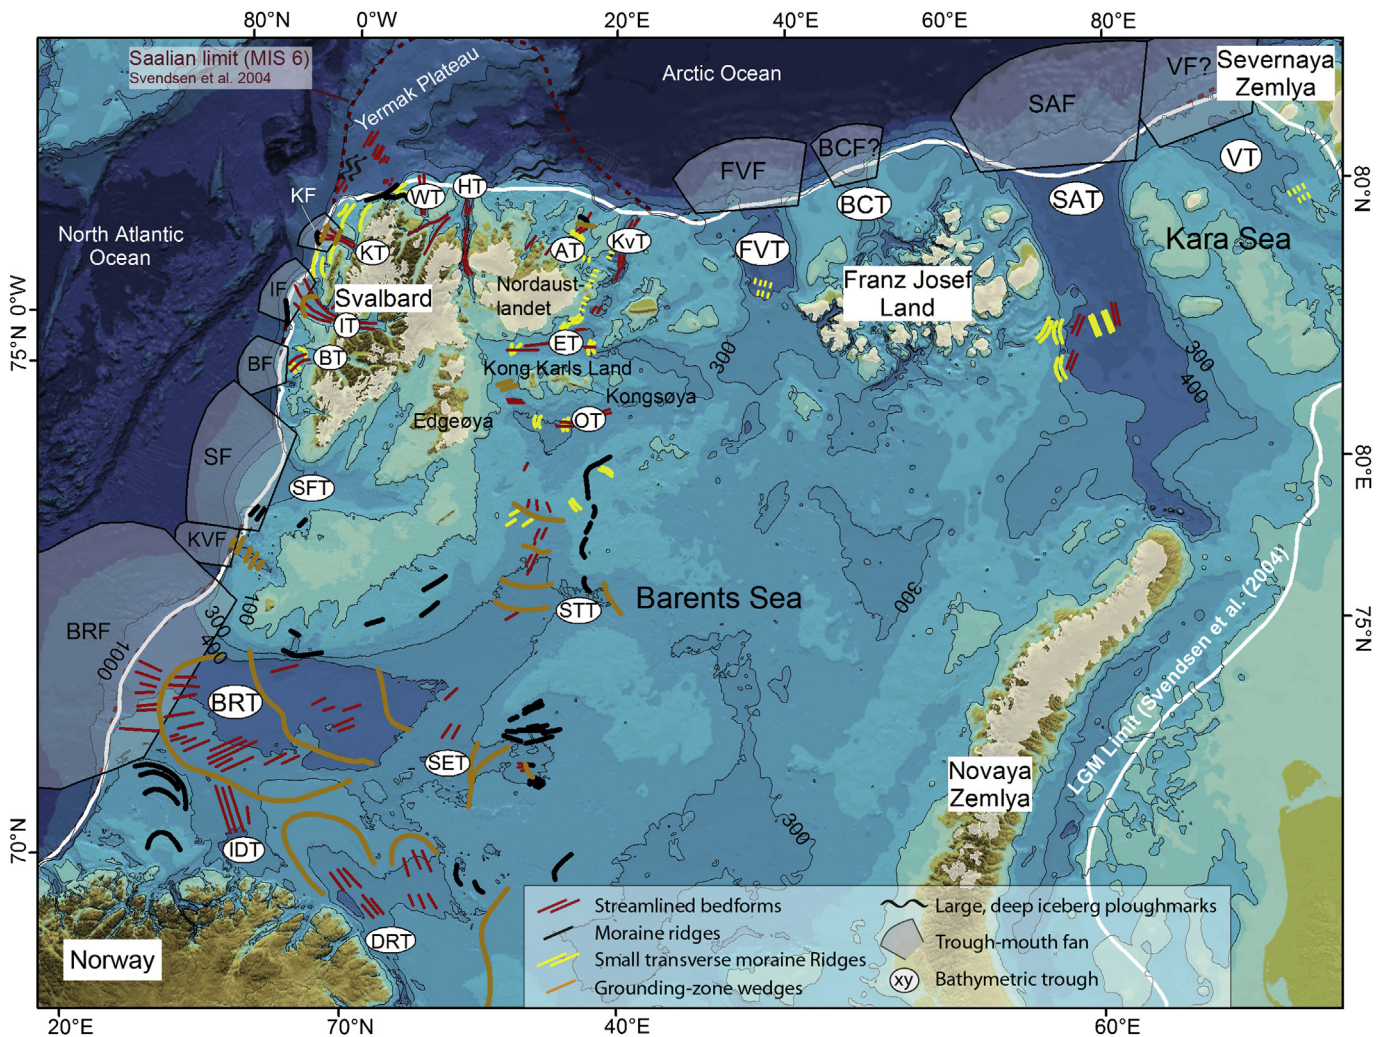 80°N
0°W
20°E
40°E
60°E
80°E
Saalian limit (MIS 6)
Svendsen et al. 2004
Yermak Plateau
Arctic Ocean
VF?
Severnaya
Zemlya
SAF
BCF?
FVF
VT
80°N
KF
WT
HT
BCT
SAT
North Atlantic
Ocean
KT
AT
KvT
FVT
Kara Sea
IF
Svalbard
Nordaust-
landet
Franz Josef
Land
0°W
IT
ET
300
300
75°N
BF
BT
Kong Karls Land
400
Kongsøya
Edgeøya
OT
SF
80°E
SFT
KVF
300
100
300
STT
Barents Sea
BRF
400
1000
75°N
LGM Limit (Svendsen et al. (2004)
BRT
SET
Novaya
Zemlya
300
70°N
IDT
DRT
Norway
Streamlined bedforms
Moraine ridges
Small transverse moraine Ridges
Grounding-zone wedges
Large, deep iceberg ploughmarks
Trough-mouth fan
xy
Bathymetric trough
20°E
70°N
40°E
60°E